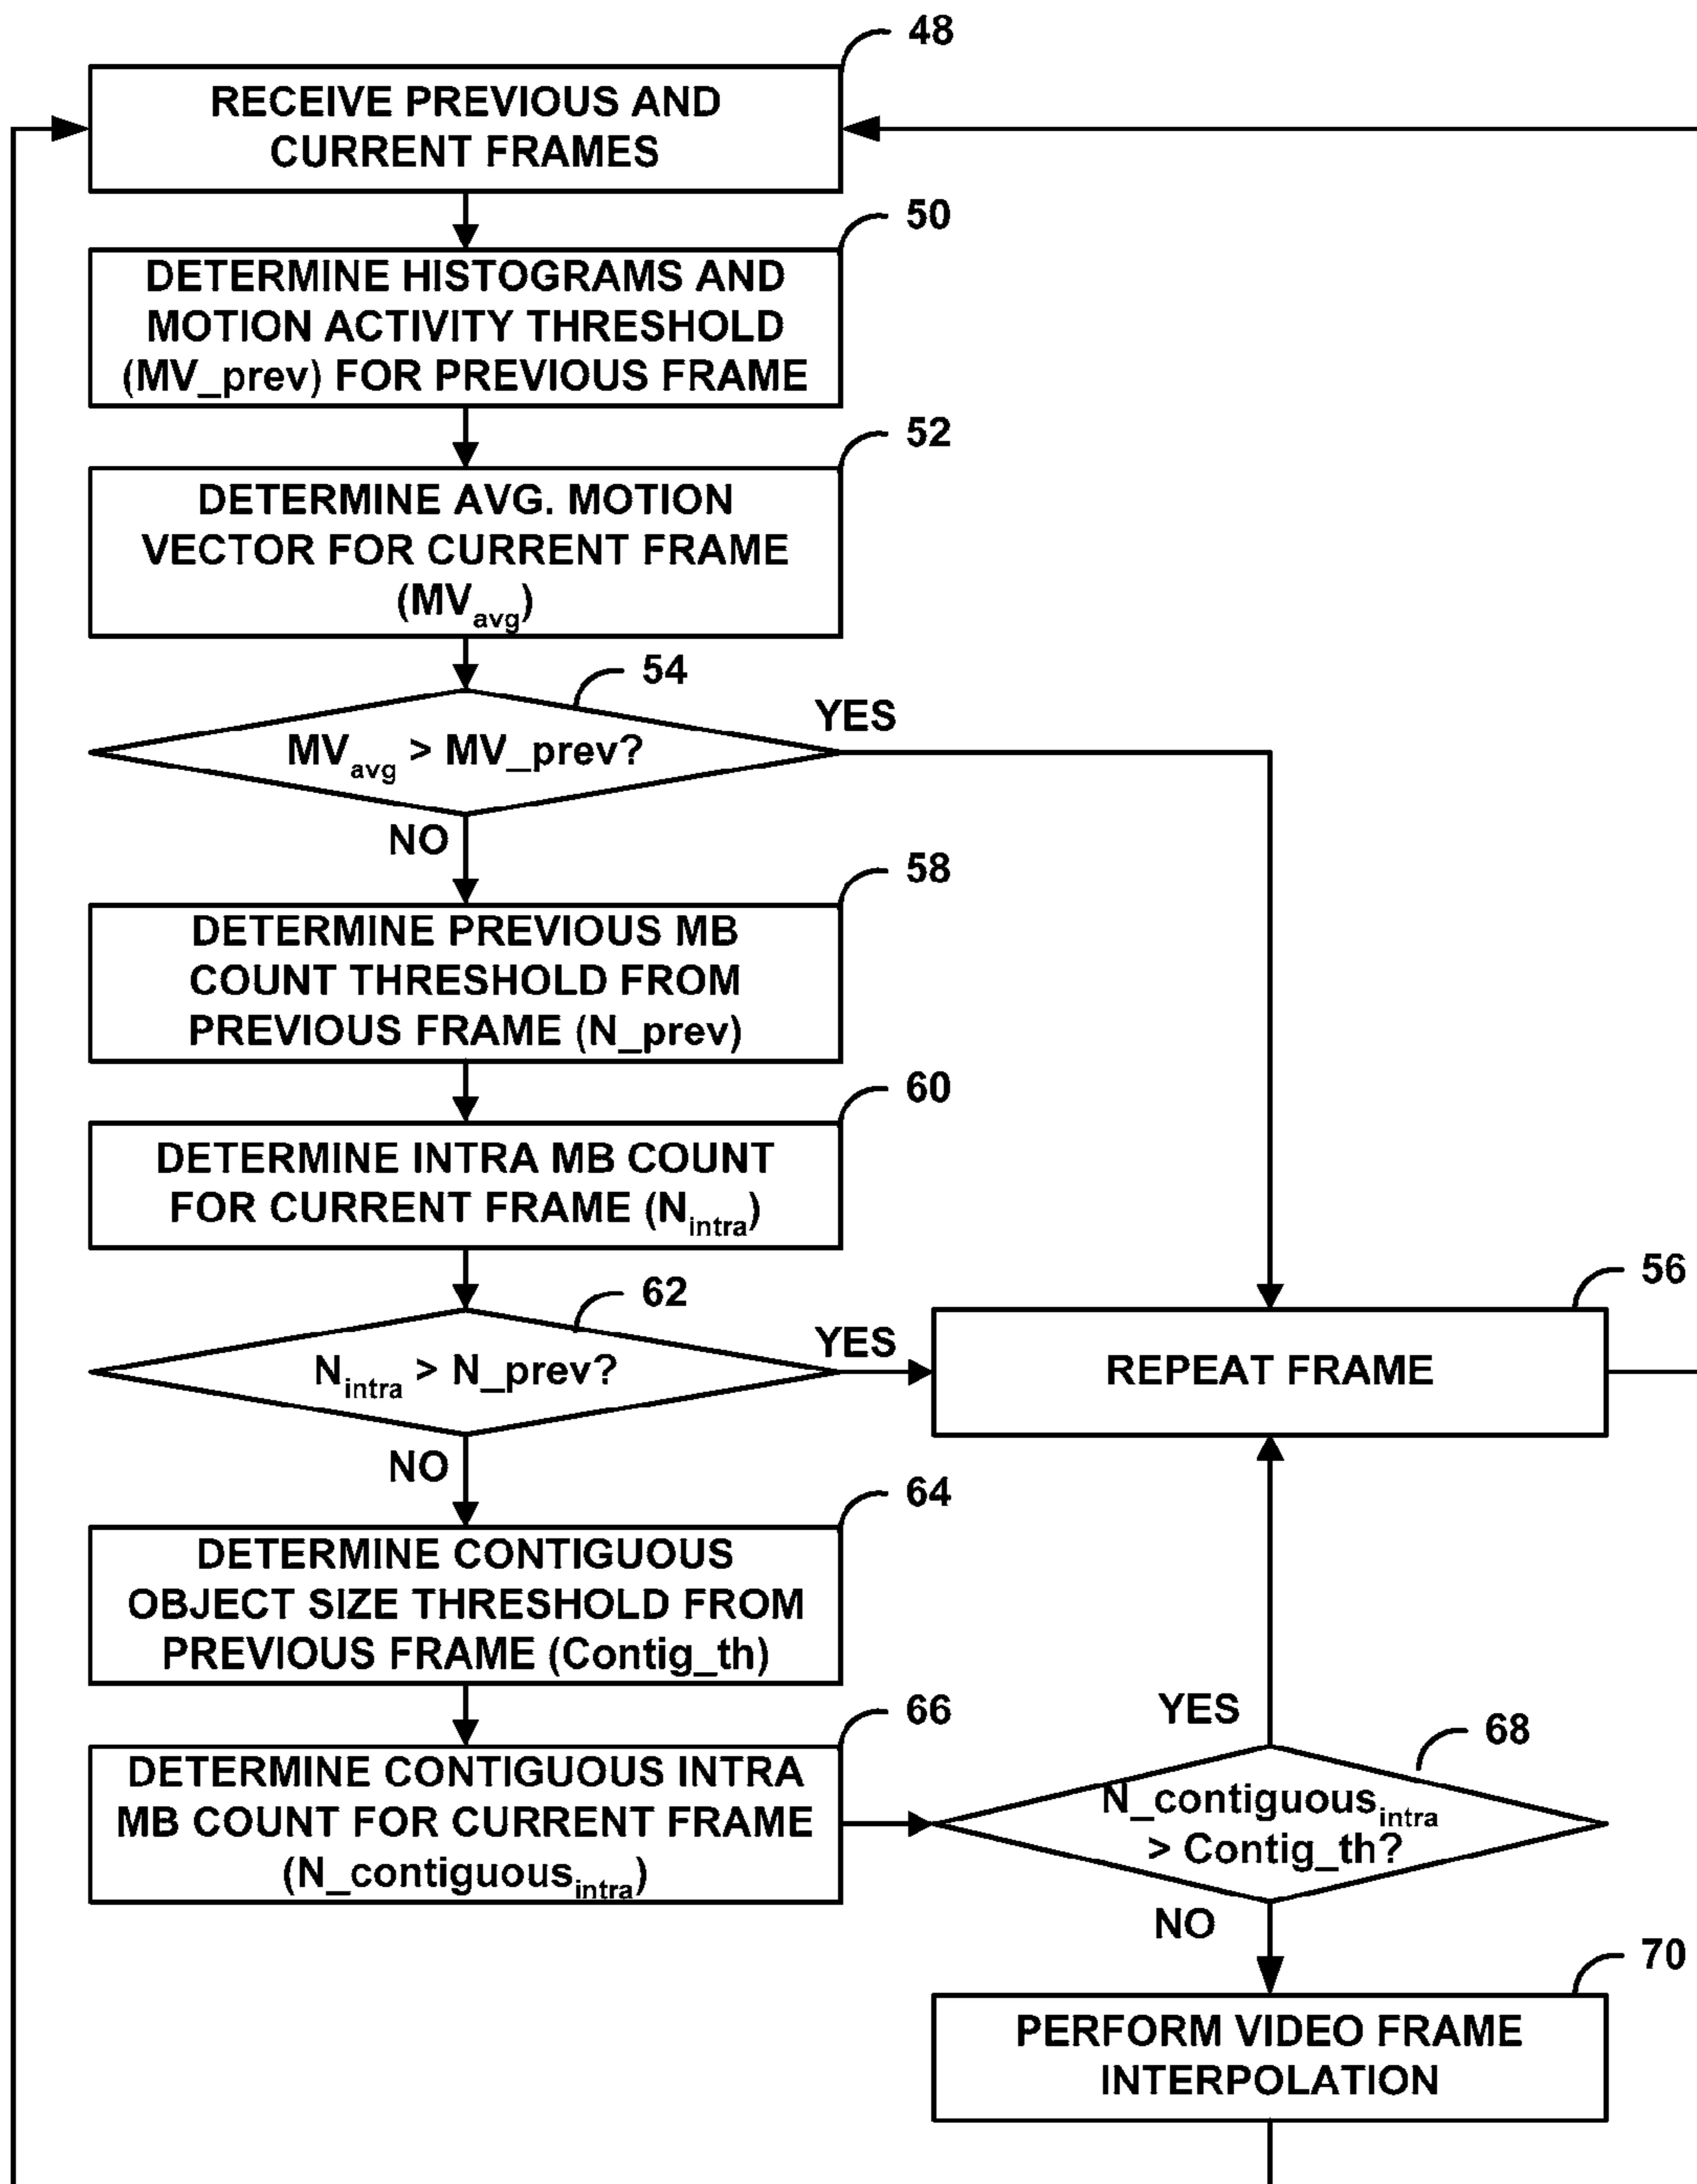 48
RECEIVE PREVIOUS AND
CURRENT FRAMES
50
DETERMINE HISTOGRAMS AND
MOTION ACTIVITY THRESHOLD
(MV_prev) FOR PREVIOUS FRAME
52
DETERMINE AVG. MOTION
VECTOR FOR CURRENT FRAME
(MVavg)
54
MVavg > MV_prev?
YES
NO
58
DETERMINE PREVIOUS MB
COUNT THRESHOLD FROM
PREVIOUS FRAME (N_prev)
60
DETERMINE INTRA MB COUNT
FOR CURRENT FRAME (Nintra)
62
Nintra > N_prev?
YES
NO
56
REPEAT FRAME
64
DETERMINE CONTIGUOUS
OBJECT SIZE THRESHOLD FROM
PREVIOUS FRAME (Contig_th)
66
DETERMINE CONTIGUOUS INTRA
MB COUNT FOR CURRENT FRAME
(N_contiguousintra)
68
N_contiguousintra
> Contig_th?
YES
NO
70
PERFORM VIDEO FRAME
INTERPOLATION